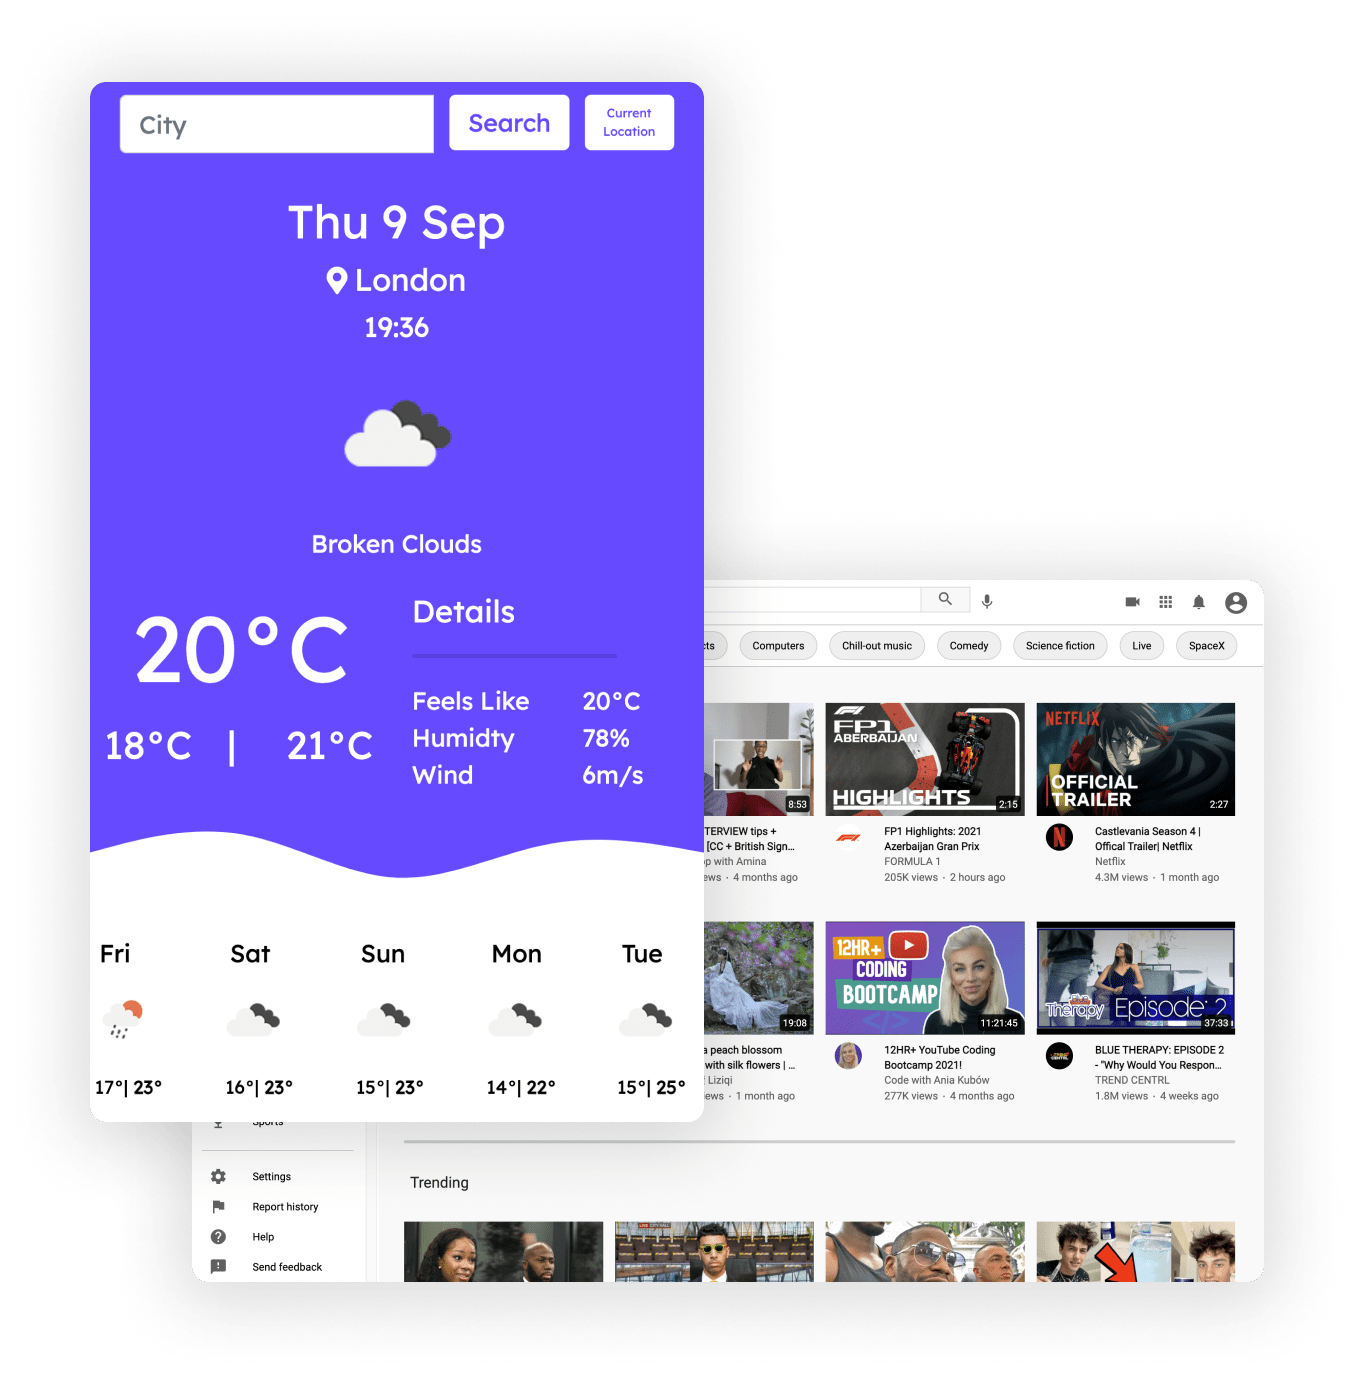 City
Search
Current
Location
Thu 9 Sep
London
19:36
Broken Clouds
20°C
18°C | 21°C
Details
Feels Like 20°C
Humidty 78%
Wind 6m/s
Fri Sat Sun Mon Tue
17°| 23° 16°| 23° 15°| 23° 14°| 22° 15°| 25°
Computers Chill-out music Comedy Science fiction Live SpaceX
8:53
FP1
ABERBAIJAN
HIGHLIGHTS
2:15
NETFLIX
OFFICIAL
TRAILER
2:27
TERVIEW tips +
[CC + British Sign...
p with Amina
ews · 4 months ago
FP1 Highlights: 2021
Azerbaijan Gran Prix
FORMULA 1
205K views · 2 hours ago
Castlevania Season 4 |
Offical Trailer| Netflix
Netflix
4.3M views · 1 month ago
19:08
12HR+
CODING
BOOTCAMP
11:21:45
Blue
Therapy
Episode: 2
37:33
a peach blossom
with silk flowers | ...
Liziqi
ews · 1 month ago
12HR+ YouTube Coding
Bootcamp 2021!
Code with Ania Kubów
277K views · 4 months ago
TREND
CENTRL
BLUE THERAPY: EPISODE 2
- "Why Would You Respon...
TREND CENTRL
1.8M views · 4 weeks ago
Sports
Settings
Report history
Help
Send feedback
Trending